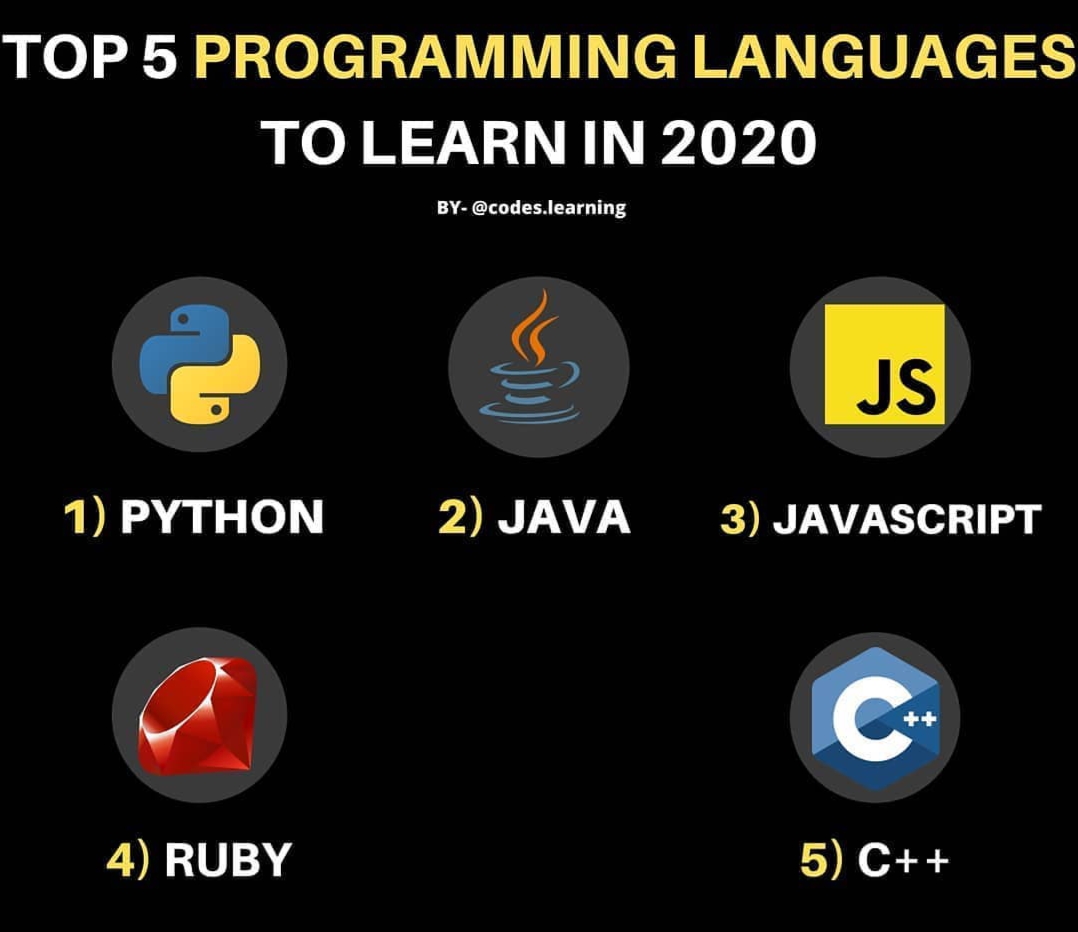 TOP 5 PROGRAMMING LANGUAGES
TO LEARN IN 2020
BY- @codes.learning
JS
1) PYTHON
2) JAVA
3) JAVASCRIPT
C++
4) RUBY
5) C++